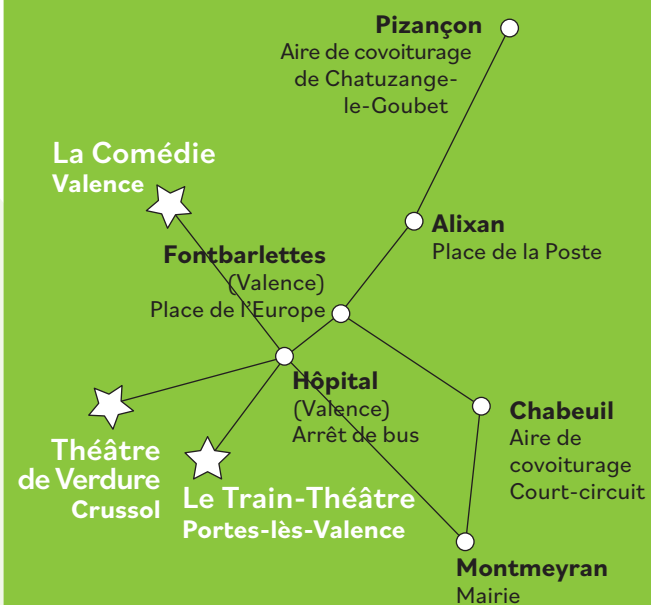 Pizançon
Aire de covoiturage
de Chatuzange-
le-Goubet
La Comédie
Valence
Alixan
Place de la Poste
Fontbarlettes
(Valence)
Place de l'Europe
Hôpital
(Valence)
Arrêt de bus
Chabeuil
Aire de
covoiturage
Court-circuit
Théâtre
de Verdure
Crussol
Le Train-Théâtre
Portes-lès-Valence
Montmeyran
Mairie